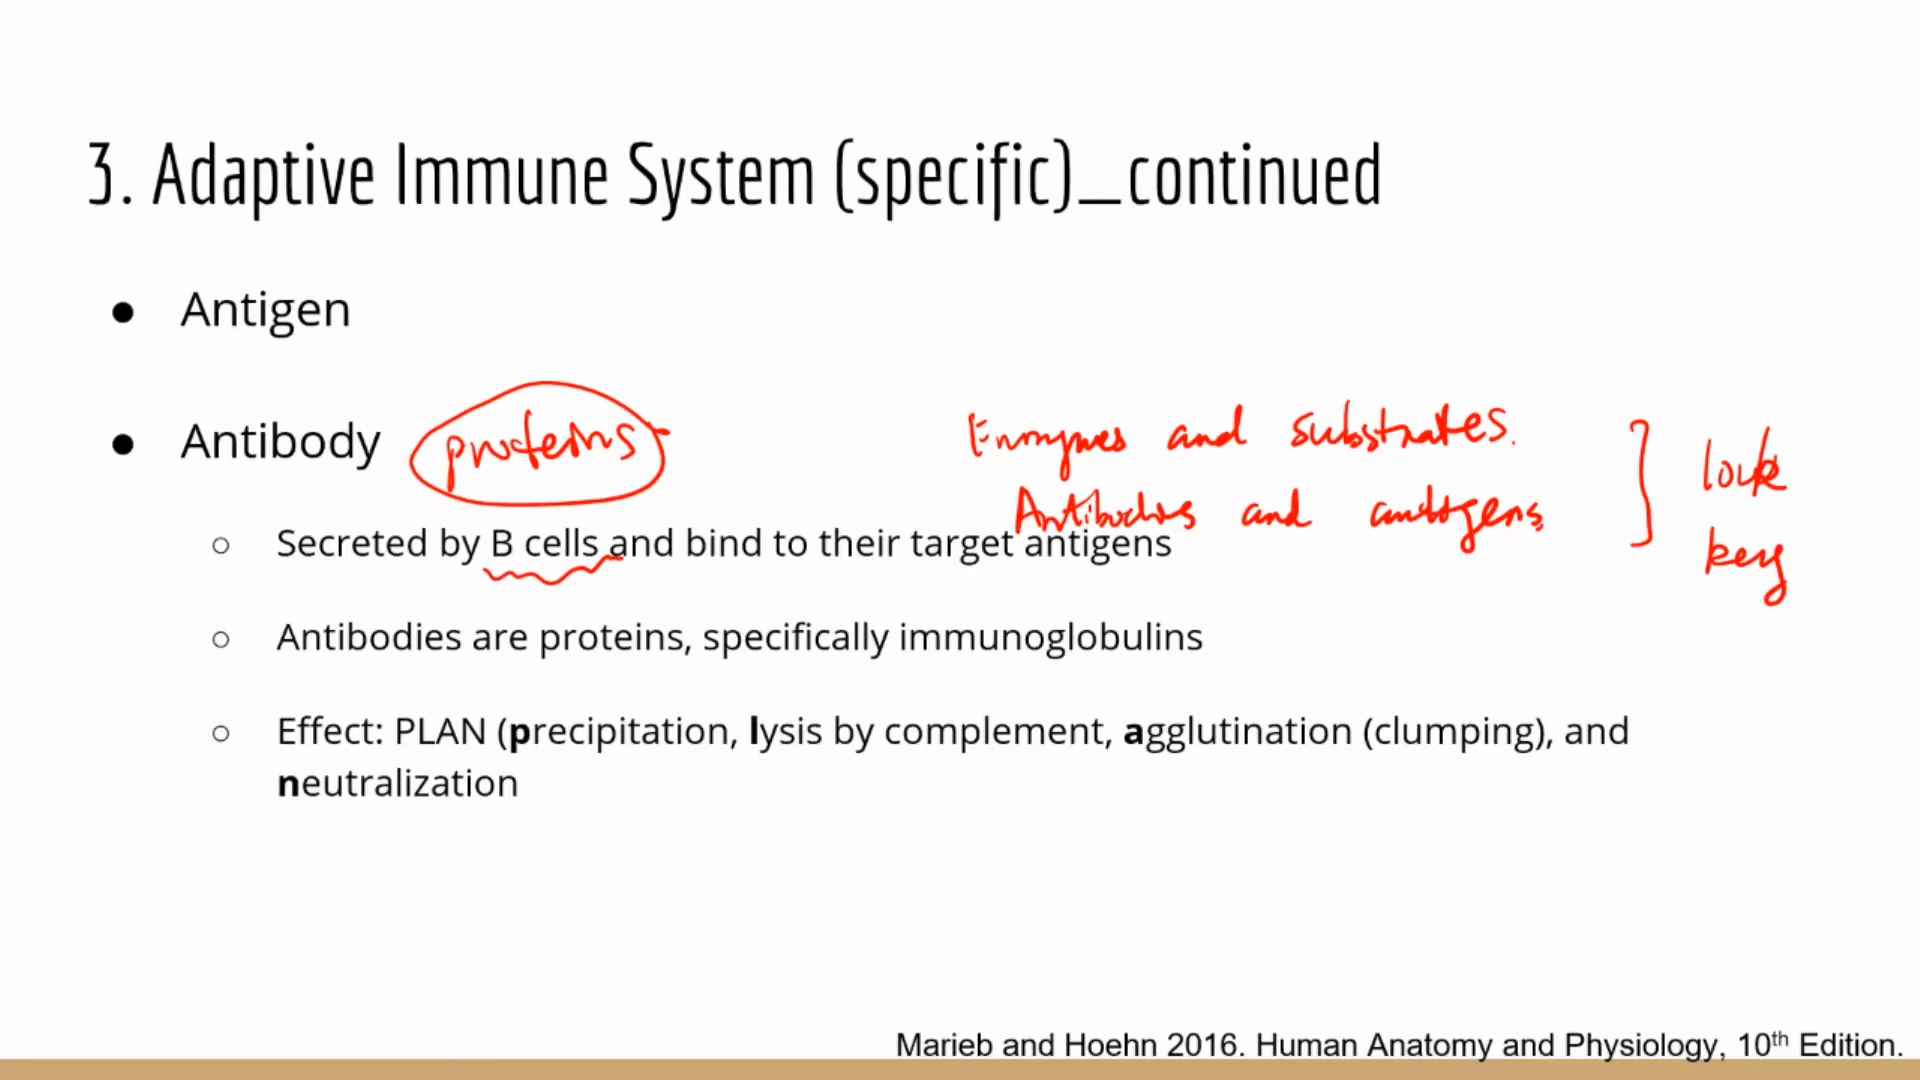 3. Adaptive Immune System (specific)_continued
● Antigen
● Antibody proteins
Enzymes and substrates.
Antibodies and antigens
lock
key
○ Secreted by B cells and bind to their target antigens
○ Antibodies are proteins, specifically immunoglobulins
○ Effect: PLAN (precipitation, lysis by complement, agglutination (clumping), and
neutralization
Marieb and Hoehn 2016. Human Anatomy and Physiology, 10th Edition.